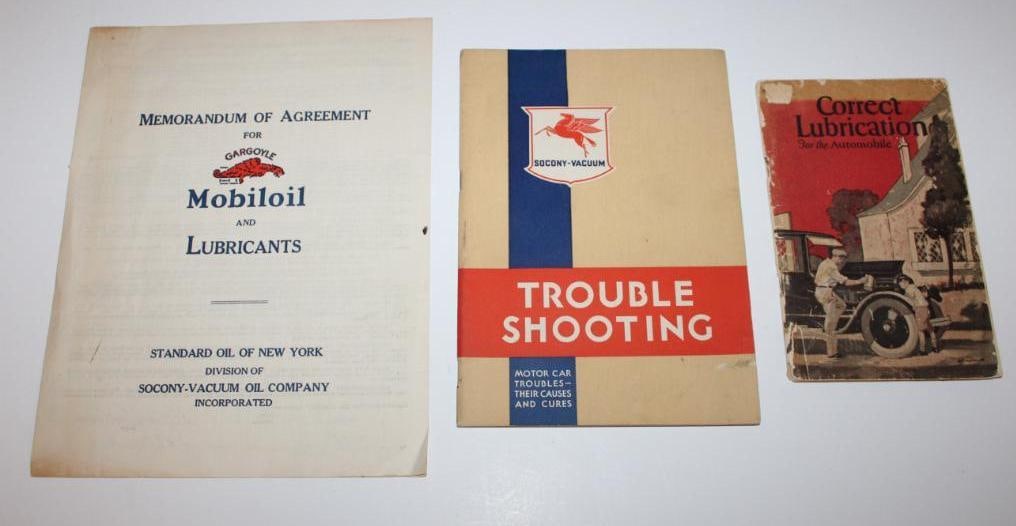 MEMORANDUM OF AGREEMENT
FOR
GARGOYLE
Mobiloil
AND
LUBRICANTS
STANDARD OIL OF NEW YORK
DIVISION OF
SOCONY-VACUUM OIL COMPANY
INCORPORATED
SOCONY-VACUUM
TROUBLE
SHOOTING
MOTOR CAR
TROUBLES—
THEIR CAUSES
AND CURES
Correct
Lubrication
For the Automobile